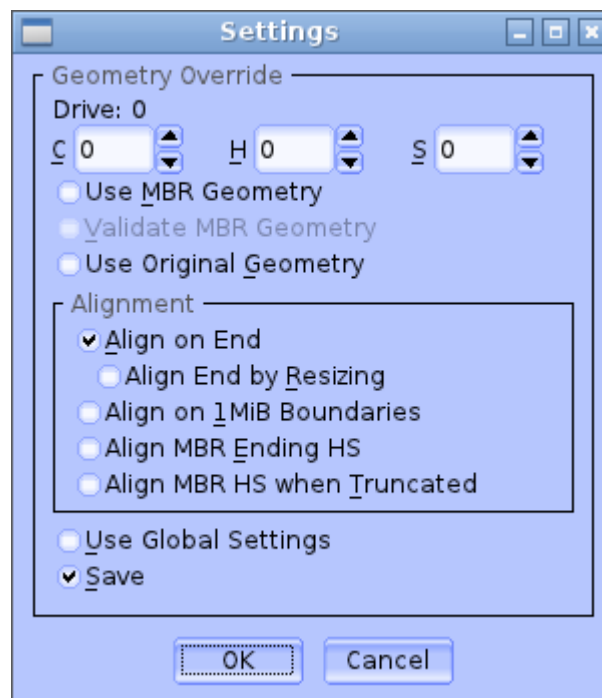 Settings
Geometry Override
Drive: 0
C 0 H 0 S 0
Use MBR Geometry
Validate MBR Geometry
Use Original Geometry
Alignment
Align on End
Align End by Resizing
Align on 1MiB Boundaries
Align MBR Ending HS
Align MBR HS when Truncated
Use Global Settings
Save
OK Cancel